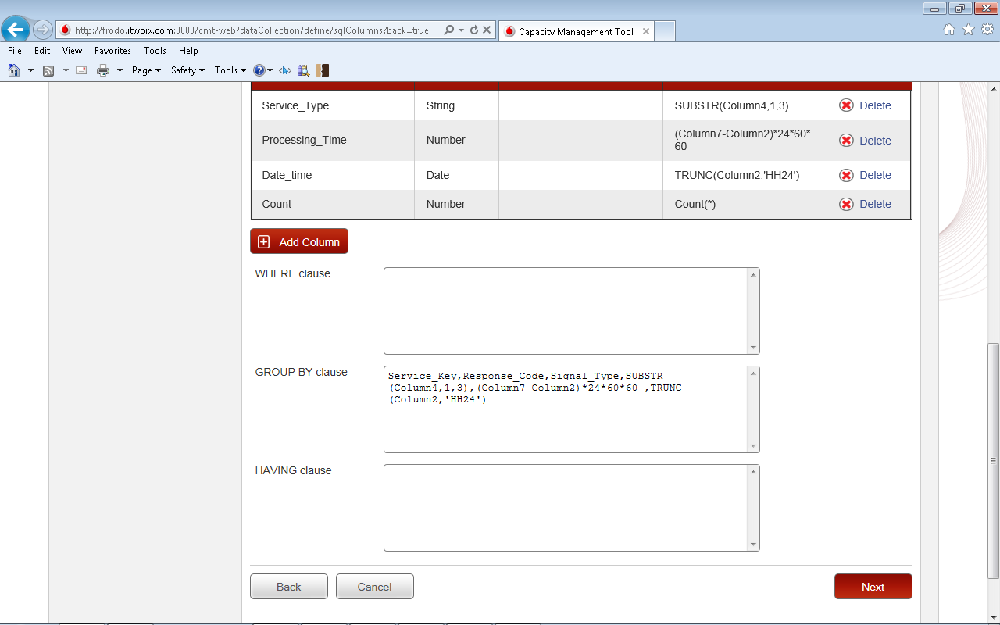 http://frodo.itworx.com:8080/cmt-web/dataCollection/define/sqlColumns?back=true
Capacity Management Tool
File Edit View Favorites Tools Help
Page Safety Tools
Service_Type String SUBSTR(Column4,1,3) Delete
Processing_Time Number (Column7-Column2)*24*60*
60 Delete
Date_time Date TRUNC(Column2,'HH24') Delete
Count Number Count(*) Delete
Add Column
WHERE clause
GROUP BY clause
Service_Key,Response_Code,Signal_Type,SUBSTR
(Column4,1,3),(Column7-Column2)*24*60*60 ,TRUNC
(Column2,'HH24')
HAVING clause
Back Cancel Next